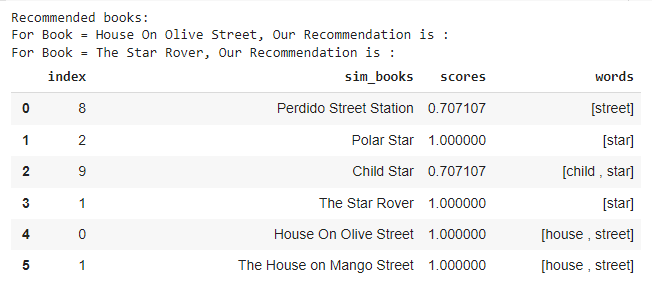 Recommended books:
For Book = House On Olive Street, Our Recommendation is :
For Book = The Star Rover, Our Recommendation is :
index sim_books scores words
0 8 Perdido Street Station 0.707107 [street]
1 2 Polar Star 1.000000 [star]
2 9 Child Star 0.707107 [child , star]
3 1 The Star Rover 1.000000 [star]
4 0 House On Olive Street 1.000000 [house , street]
5 1 The House on Mango Street 1.000000 [house , street]